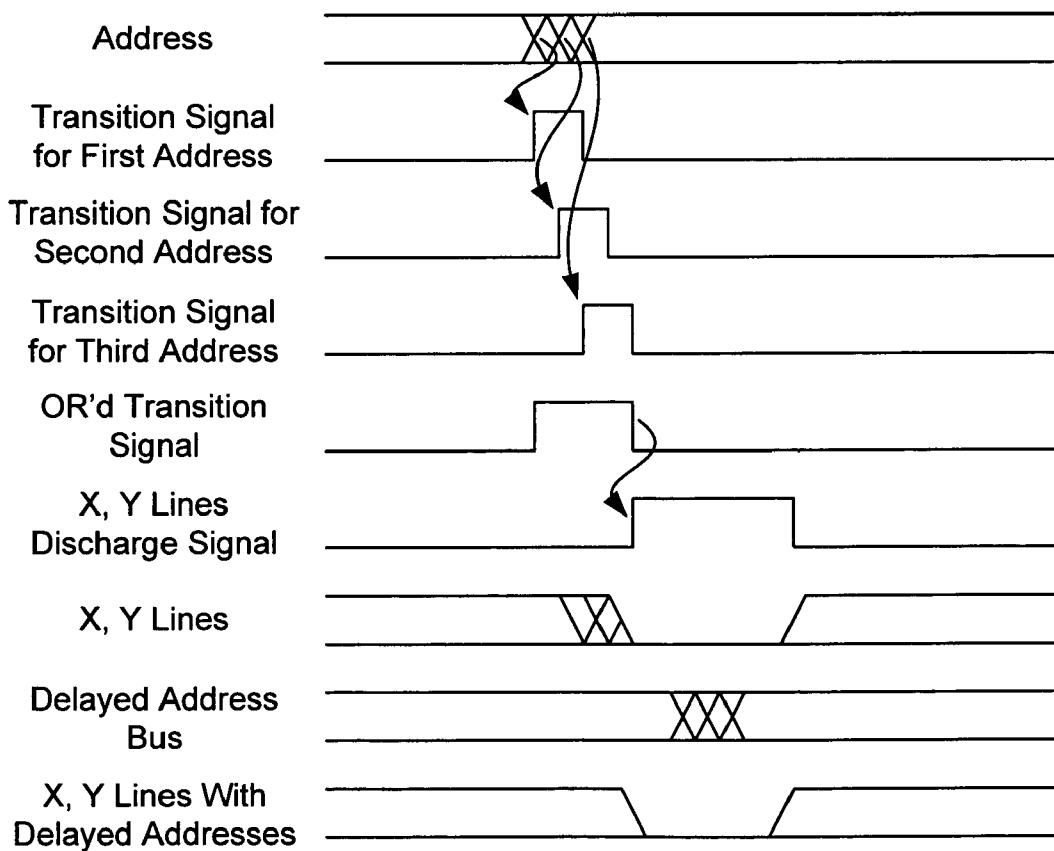 Address
Transition Signal
for First Address
Transition Signal for
Second Address
Transition Signal
for Third Address
OR'd Transition
Signal
X, Y Lines
Discharge Signal
X, Y Lines
Delayed Address
Bus
X, Y Lines With
Delayed Addresses